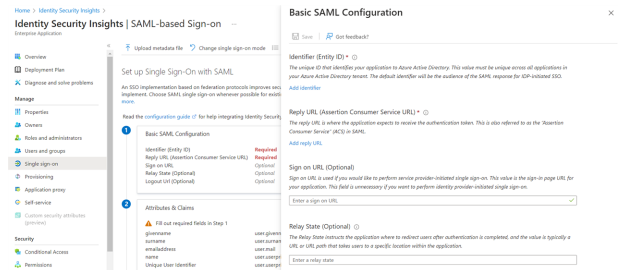 Home > Identity Security Insights >
Identity Security Insights | SAML-based Sign-on ...
Enterprise Application
Overview
Deployment Plan
Diagnose and solve problems
Manage
Properties
Owners
Roles and administrators
Users and groups
Single sign-on
Provisioning
Application proxy
Self-service
Custom security attributes
(preview)
Security
Conditional Access
Permissions
Upload metadata file Change single sign-on mode
Set up Single Sign-On with SAML
An SSO implementation based on federation protocols improves secu
implement. Choose SAML single sign-on whenever possible for existi
more.
Read the configuration guide for help integrating Identity Security
1
Basic SAML Configuration
Identifier (Entity ID) Required
Reply URL (Assertion Consumer Service URL) Required
Sign on URL Optional
Relay State (Optional) Optional
Logout Url (Optional) Optional
2
Attributes & Claims
Fill out required fields in Step 1
givenname user.givenn
surname user.surnam
emailaddress user.mail
name user.userpri
Unique User Identifier user.userpri
Basic SAML Configuration
Save | Got feedback?
Identifier (Entity ID) *
The unique ID that identifies your application to Azure Active Directory. This value must be unique across all applications in
your Azure Active Directory tenant. The default identifier will be the audience of the SAML response for IDP-initiated SSO.
Add identifier
Reply URL (Assertion Consumer Service URL) *
The reply URL is where the application expects to receive the authentication token. This is also referred to as the "Assertion
Consumer Service" (ACS) in SAML.
Add reply URL
Sign on URL (Optional)
Sign on URL is used if you would like to perform service provider-initiated single sign-on. This value is the sign-in page URL for
your application. This field is unnecessary if you want to perform identity provider-initiated single sign-on.
Enter a sign on URL
Relay State (Optional)
The Relay State instructs the application where to redirect users after authentication is completed, and the value is typically a
URL or URL path that takes users to a specific location within the application.
Enter a relay state